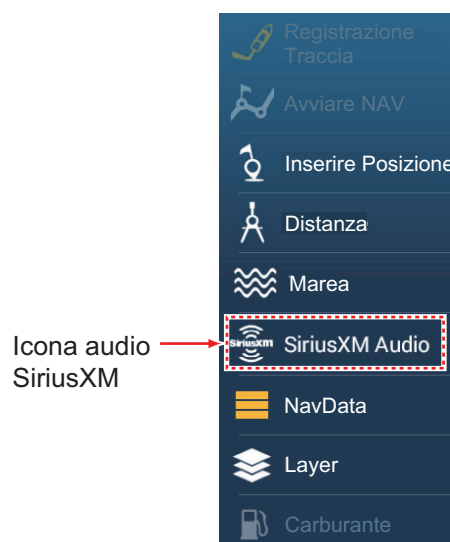 Registrazione
Traccia
Avviare NAV
Inserire Posizione
Distanza
Marea
Icona audio
SiriusXM
SiriusXM
SiriusXM Audio
NavData
Layer
Carburante